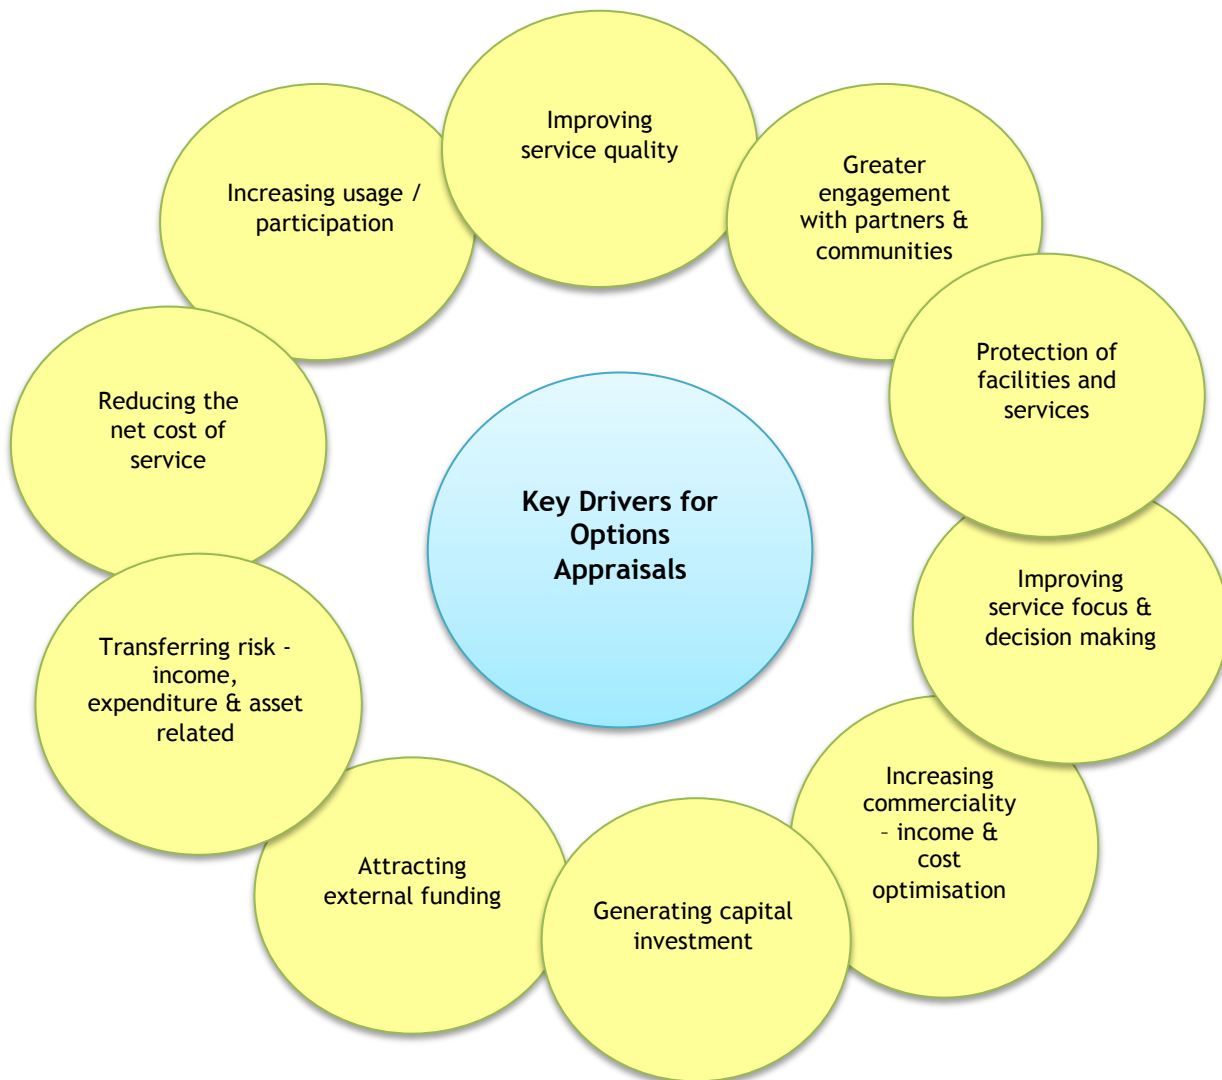 Improving
service quality
Greater
engagement
with partners &
communities
Increasing usage /
participation
Protection of
facilities and
services
Reducing the
net cost of
service
Key Drivers for
Options
Appraisals
Improving
service focus &
decision making
Transferring risk -
income,
expenditure & asset
related
Increasing
commerciality
– income &
cost
optimisation
Attracting
external funding
Generating capital
investment